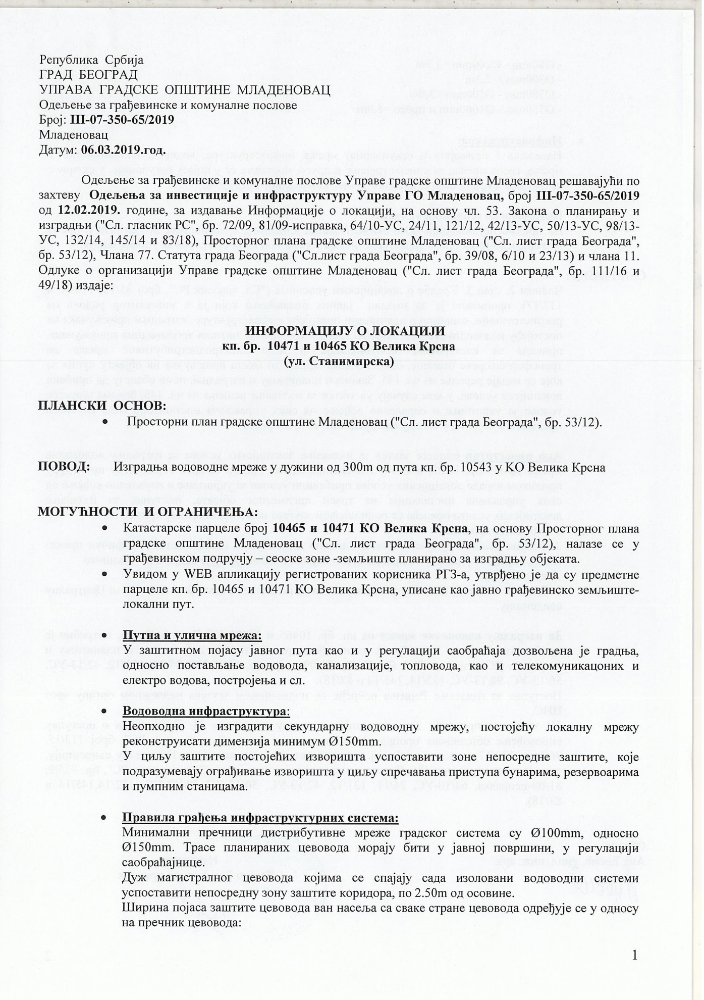 Република Србија
ГРАД БЕОГРАД
УПРАВА ГРАДСКЕ ОПШТИНЕ МЛАДЕНОВАЦ
Одељење за грађевинске и комуналне послове
Број: III-07-350-65/2019
Младеновац
Датум: 06.03.2019.год.
Одељење за грађевинске и комуналне послове Управе градске општине Младеновац решавајући по
захтеву Одељења за инвестиције и инфраструктуру Управе ГО Младеновац, број III-07-350-65/2019
од 12.02.2019. године, за издавање Информације о локацији, на основу чл. 53. Закона о планирању и
изградњи ("Сл. гласник РС", бр. 72/09, 81/09-исправка, 64/10-УС, 24/11, 121/12, 42/13-УС, 50/13-УС, 98/13-
УС, 132/14, 145/14 и 83/18), Просторног плана градске општине Младеновац ("Сл. лист града Београда",
бр. 53/12), Члана 77. Статута града Београда ("Сл.лист града Београда", бр. 39/08, 6/10 и 23/13) и члана 11.
Одлуке о организацији Управе градске општине Младеновац ("Сл. лист града Београда", бр. 111/16 и
49/18) издаје:
ИНФОРМАЦИЈУ О ЛОКАЦИЈИ
кп. бр. 10471 и 10465 КО Велика Крсна
(ул. Станимирска)
ПЛАНСКИ ОСНОВ:
• Просторни план градске општине Младеновац ("Сл. лист града Београда", бр. 53/12).
ПОВОД: Изградња водоводне мреже у дужини од 300m од пута кп. бр. 10543 у КО Велика Крсна
МОГУЋНОСТИ И ОГРАНИЧЕЊА:
• Катастарске парцеле број 10465 и 10471 КО Велика Крсна, на основу Просторног плана
градске општине Младеновац ("Сл. лист града Београда", бр. 53/12), налазе се у
грађевинском подручју – сеоске зоне -земљиште планирано за изградњу објеката.
• Увидом у WEB апликацију регистрованих корисника РГЗ-а, утврђено је да су предметне
парцеле кп. бр. 10465 и 10471 КО Велика Крсна, уписане као јавно грађевинско земљиште-
локални пут.
• Путна и улична мрежа:
У заштитном појасу јавног пута као и у регулацији саобраћаја дозвољена је градња,
односно постављање водовода, канализације, топловода, као и телекомуникацоних и
електро водова, постројења и сл.
• Водоводна инфраструктура:
Неопходно је изградити секундарну водоводну мрежу, постојећу локалну мрежу
реконструисати димензија минимум Ø150mm.
У циљу заштите постојећих изворишта успоставити зоне непосредне заштите, које
подразумевају ограђивање изворишта у циљу спречавања приступа бунарима, резервоарима
и пумпним станицама.
• Правила грађења инфраструктурних система:
Минимални пречници дистрибутивне мреже градског система су Ø100mm, односно
Ø150mm. Трасе планираних цевовода морају бити у јавној површини, у регулацији
саобраћајнице.
Дуж магистралног цевовода којима се спајају сада изоловани водоводни системи
успоставити непосредну зону заштите коридора, по 2.50m од осовине.
Ширина појаса заштите цевовода ван насеља са сваке стране цевовода одређује се у односу
на пречник цевовода:
1